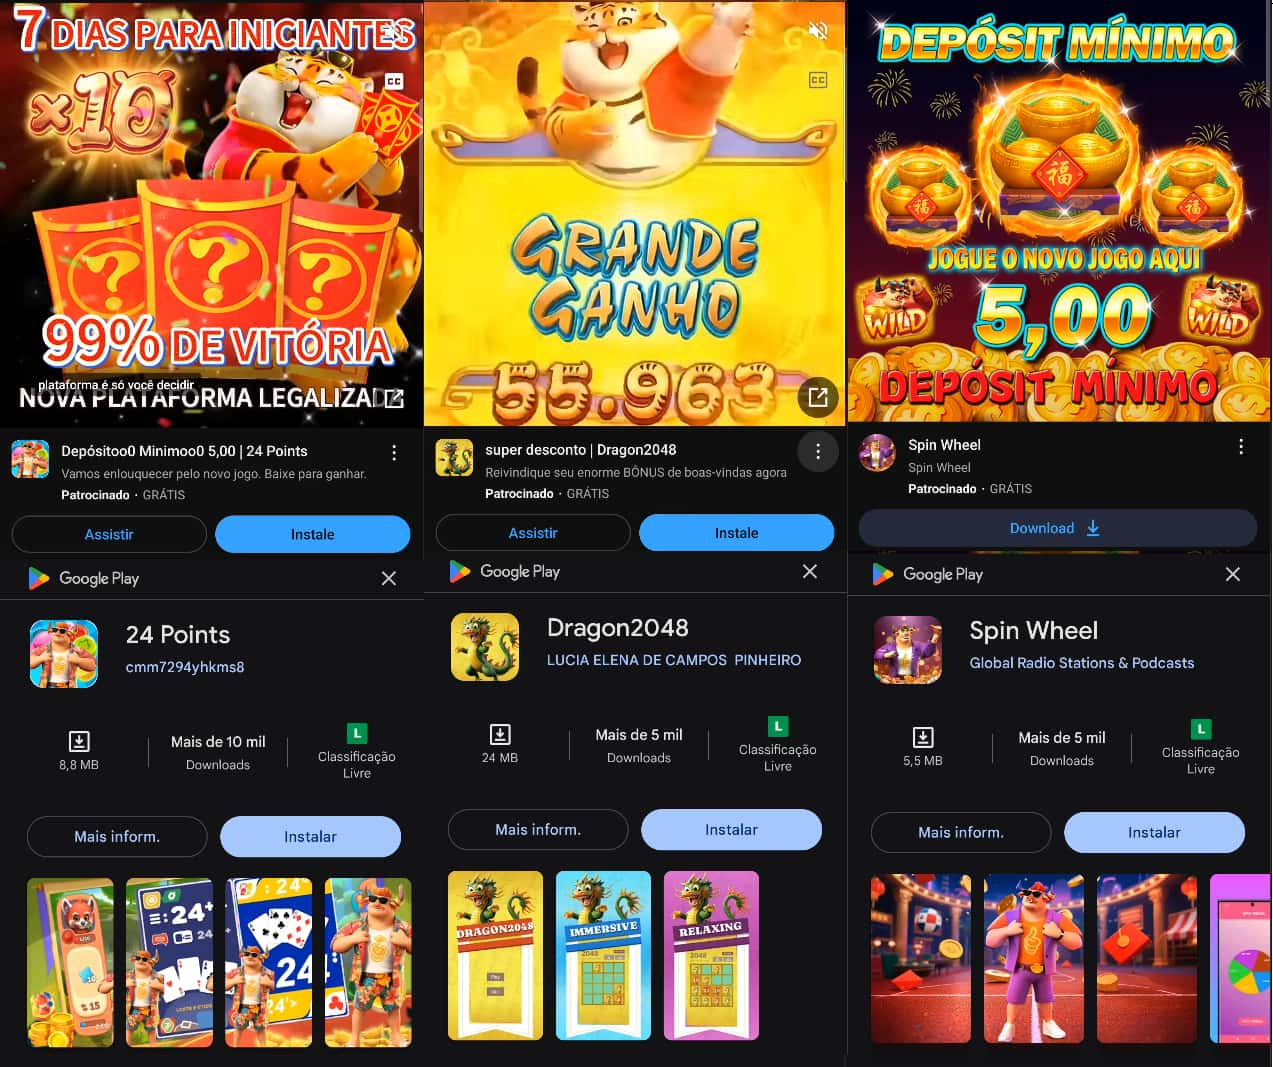 7 DIAS PARA INICIANTES
CC
x10
?
?
?
99% DE VITÓRIA
plataforma é só você decidir
NOVA PLATAFORMA LEGALIZAD
Depósitoo0 Minimoo0 5,00 | 24 Points
Vamos enlouquecer pelo novo jogo. Baixe para ganhar.
Patrocinado · GRÁTIS
Assistir
Instale
Google Play
24 Points
cmm7294yhkms8
8,8 MB
Mais de 10 mil
Downloads
L
Classificação
Livre
Mais inform.
Instalar
CC
GRANDE
GANHO
55.963
super desconto | Dragon2048
Reivindique seu enorme BÔNUS de boas-vindas agora
Patrocinado · GRÁTIS
Assistir
Instale
Google Play
Dragon2048
LUCIA ELENA DE CAMPOS PINHEIRO
24 MB
Mais de 5 mil
Downloads
L
Classificação
Livre
Mais inform.
Instalar
DRAGON2048
IMMERSIVE
2048
RELAXING
2048
DEPÓSIT MÍNIMO
福
福
福
JOGUE O NOVO JOGO AQUI
WILD
5,00
WILD
DEPÓSIT MÍNIMO
Spin Wheel
Spin Wheel
Patrocinado · GRÁTIS
Download
Google Play
Spin Wheel
Global Radio Stations & Podcasts
5,5 MB
Mais de 5 mil
Downloads
L
Classificação
Livre
Mais inform.
Instalar